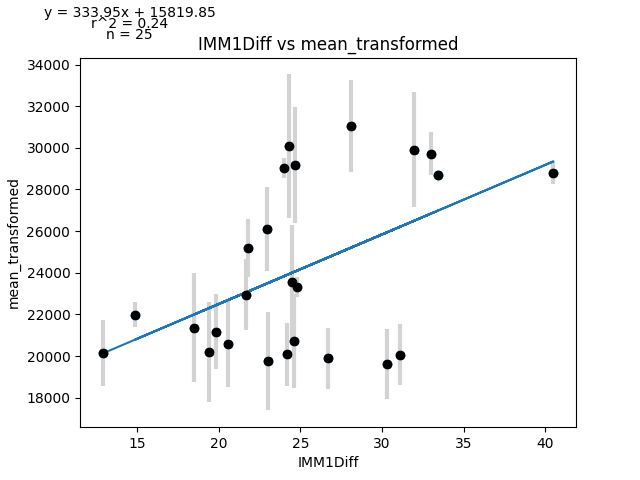 y = 333.95x + 15819.85
r^2 = 0.24
n = 25
IMM1Diff vs mean_transformed
34000
32000
30000
28000
26000
24000
22000
20000
18000
mean_transformed
15 20 25 30 35 40
IMM1Diff